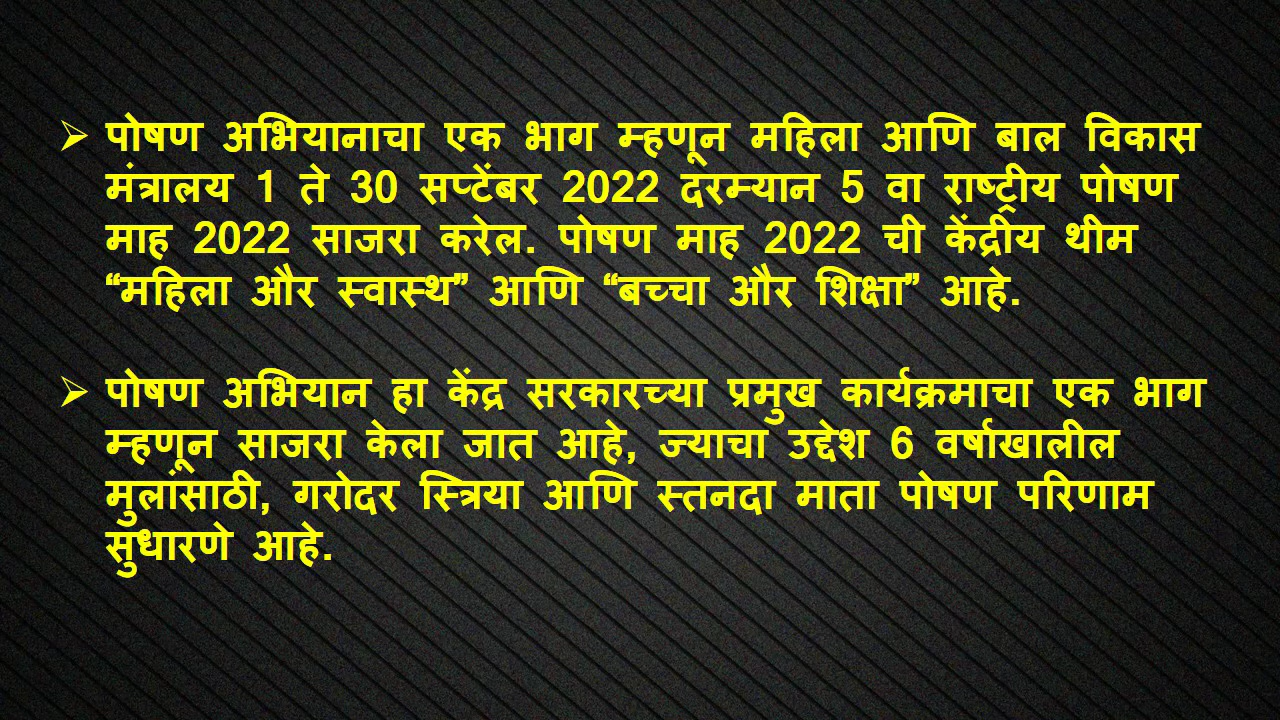 ➢ पोषण अभियानाचा एक भाग म्हणून महिला आणि बाल विकास
मंत्रालय 1 ते 30 सप्टेंबर 2022 दरम्यान 5 वा राष्ट्रीय पोषण
माह 2022 साजरा करेल. पोषण माह 2022 ची केंद्रीय थीम
“महिला और स्वास्थ” आणि “बच्चा और शिक्षा” आहे.
➢ पोषण अभियान हा केंद्र सरकारच्या प्रमुख कार्यक्रमाचा एक भाग
म्हणून साजरा केला जात आहे, ज्याचा उद्देश 6 वर्षाखालील
मुलांसाठी, गरोदर स्त्रिया आणि स्तनदा माता पोषण परिणाम
सुधारणे आहे.